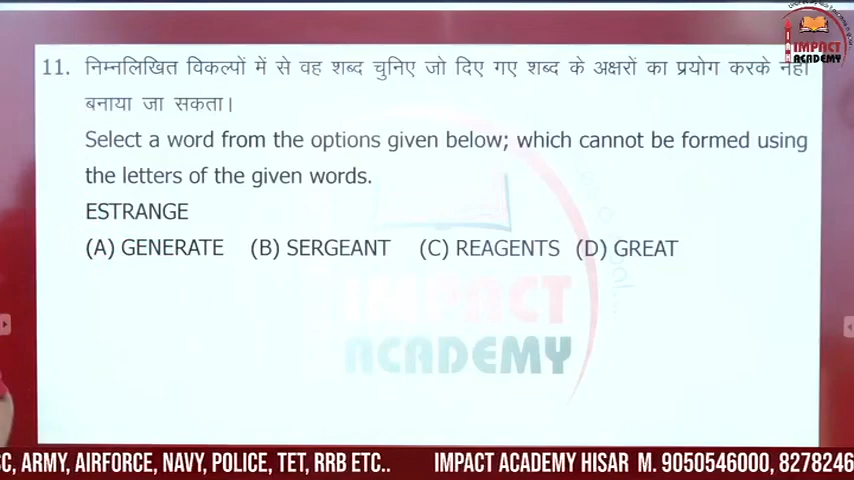 IMPACT
ACADEMY
11. निम्नलिखित विकल्पों में से वह शब्द चुनिए जो दिए गए शब्द के अक्षरों का प्रयोग करके नहीं
बनाया जा सकता।
Select a word from the options given below; which cannot be formed using
the letters of the given words.
ESTRANGE
(A) GENERATE (B) SERGEANT (C) REAGENTS (D) GREAT
IMPACT
ACADEMY
C, ARMY, AIRFORCE, NAVY, POLICE, TET, RRB ETC.. IMPACT ACADEMY HISAR M. 9050546000, 8278246